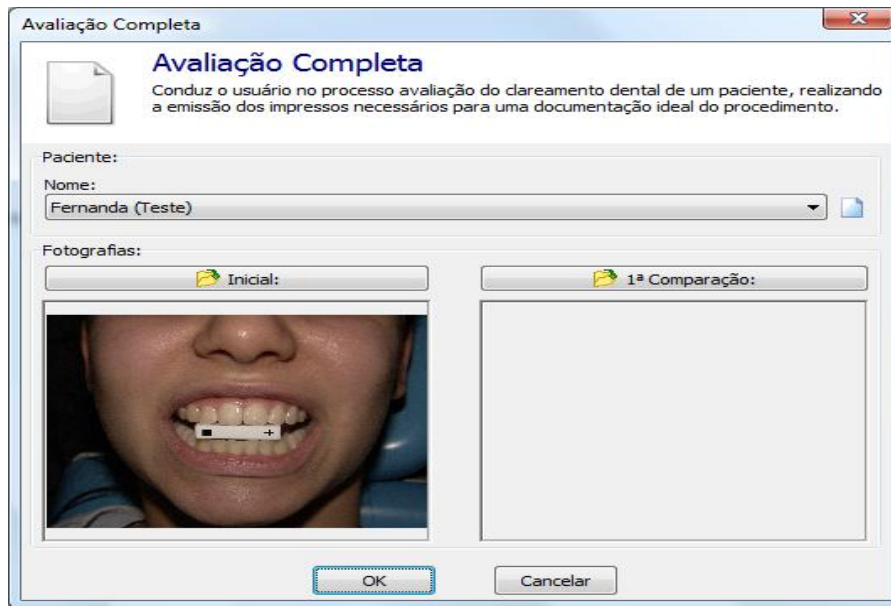 Avaliação Completa
Avaliação Completa
Conduz o usuário no processo avaliação do clareamento dental de um paciente, realizando
a emissão dos impressos necessários para uma documentação ideal do procedimento.
Paciente:
Nome:
Fernanda (Teste)
Fotografias:
Inicial:
1ª Comparação:
OK
Cancelar